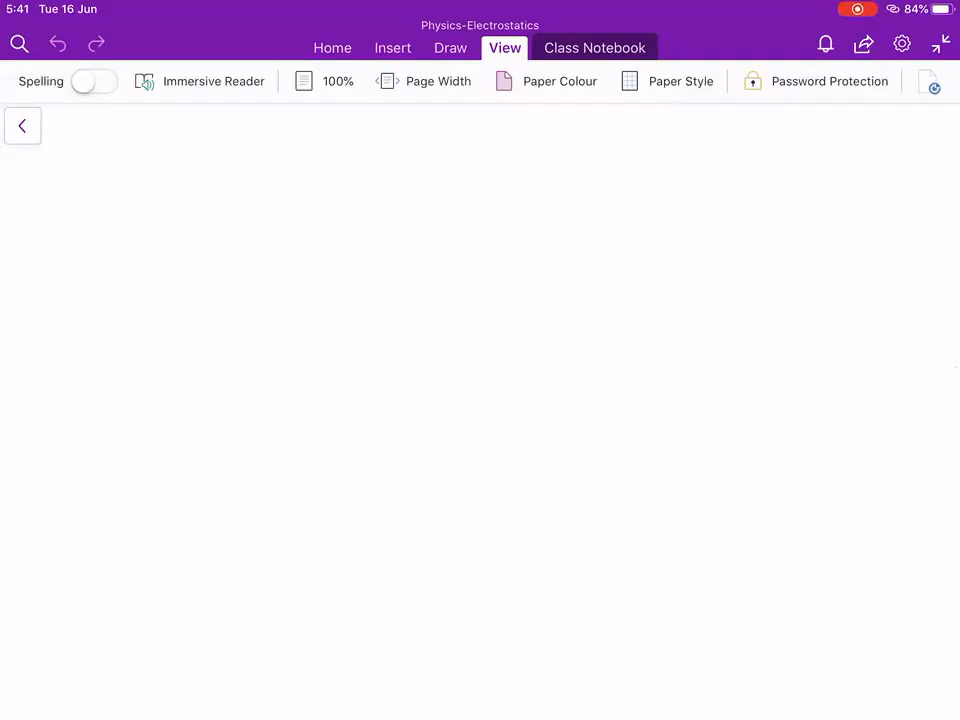 5:41 Tue 16 Jun 84%
Physics-Electrostatics
Home Insert Draw View Class Notebook
Spelling Immersive Reader 100% Page Width Paper Colour Paper Style Password Protection